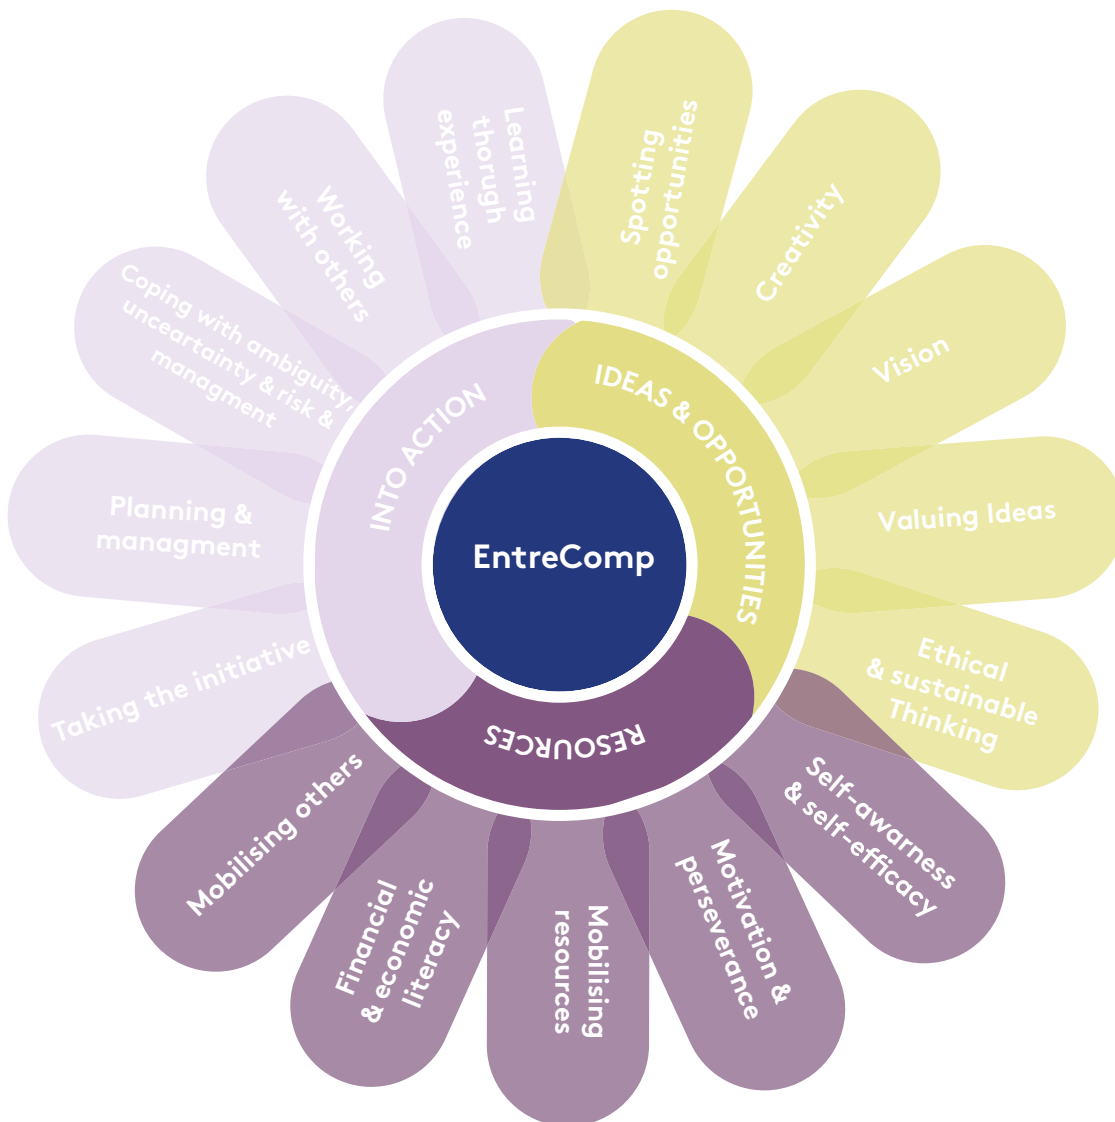 EntreComp
IDEAS & OPPORTUNITIES
Spotting
opportunities
Creativity
Vision
Valuing Ideas
Ethical
& sustainable
Thinking
RESOURCES
Self-awarness
& self-efficacy
Motivation &
perseverance
Mobilising
resources
Financial
& economic
literacy
Mobilising others
INTO ACTION
Taking the initiative
Planning &
managment
Coping with ambiguity,
unceartainty & risk &
managment
Working
with others
Learning
thorugh
experience